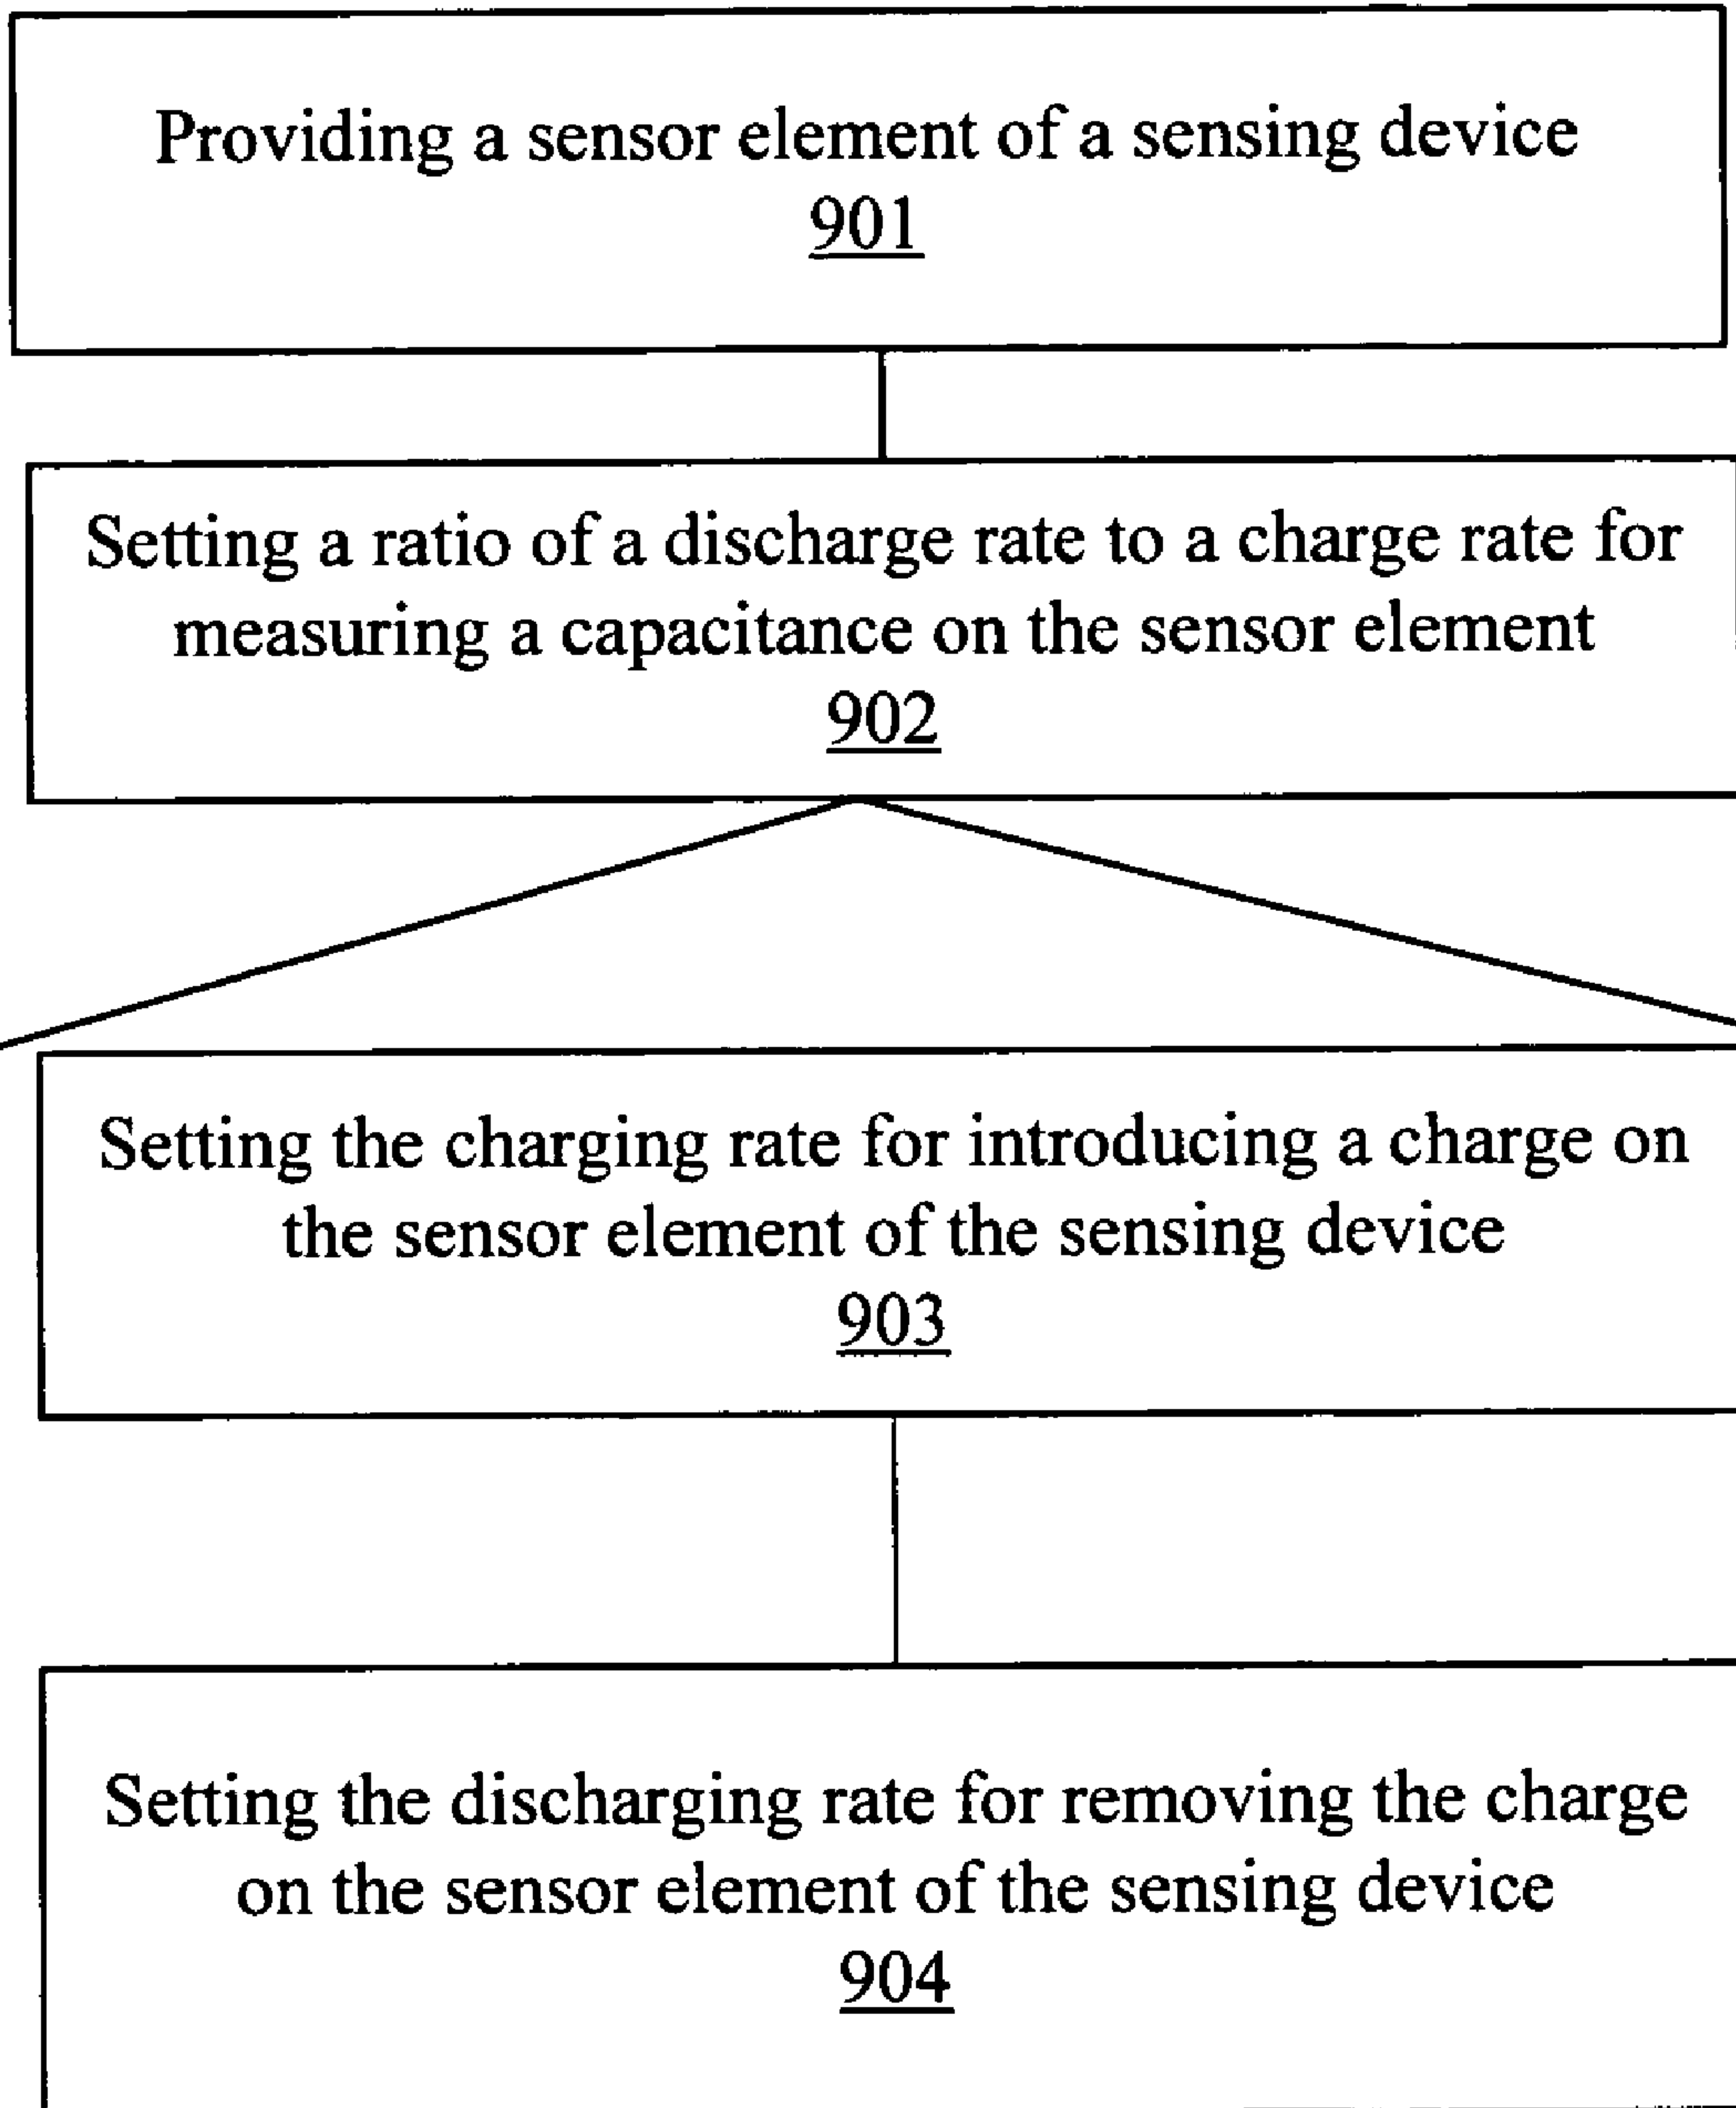 Providing a sensor element of a sensing device
901
Setting a ratio of a discharge rate to a charge rate for
measuring a capacitance on the sensor element
902
Setting the charging rate for introducing a charge on
the sensor element of the sensing device
903
Setting the discharging rate for removing the charge
on the sensor element of the sensing device
904